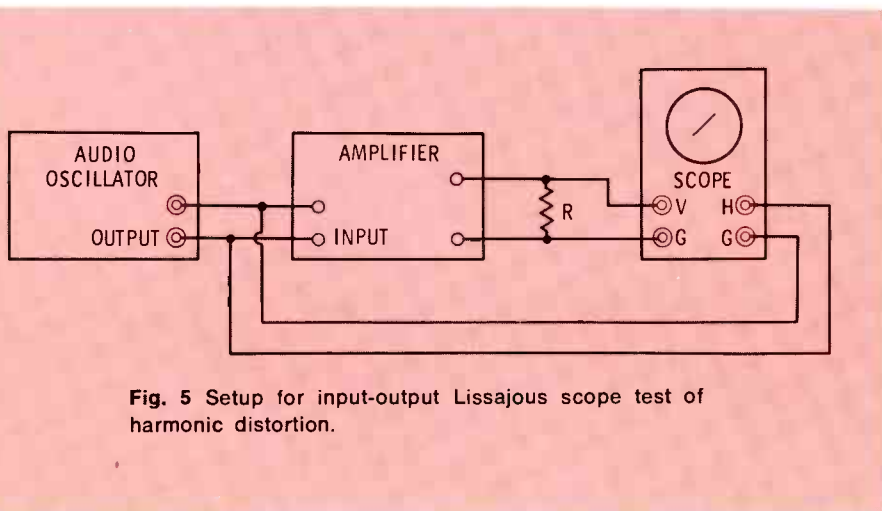 AUDIO
OSCILLATOR
OUTPUT
AMPLIFIER
INPUT
R
SCOPE
V H
G G
Fig. 5 Setup for input-output Lissajous scope test of
harmonic distortion.